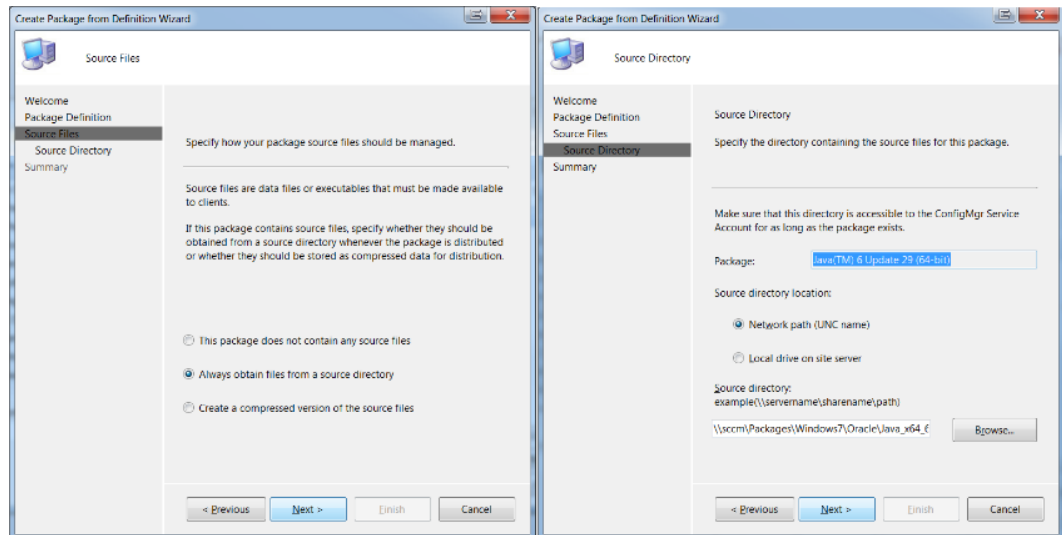 Create Package from Definition Wizard
Source Files
Welcome
Package Definition
Source Files
Source Directory
Summary
Specify how your package source files should be managed.
Source files are data files or executables that must be made available
to clients.
If this package contains source files, specify whether they should be
obtained from a source directory whenever the package is distributed
or whether they should be stored as compressed data for distribution.
This package does not contain any source files
Always obtain files from a source directory
Create a compressed version of the source files
< Previous
Next >
Finish
Cancel
Create Package from Definition Wizard
Source Directory
Welcome
Package Definition
Source Files
Source Directory
Summary
Source Directory
Specify the directory containing the source files for this package.
Make sure that this directory is accessible to the ConfigMgr Service
Account for as long as the package exists.
Package: Java(TM) 6 Update 29 (64-bit)
Source directory location:
Network path (UNC name)
Local drive on site server
Source directory:
example(\\servername\sharename\path)
\\sccm\Packages\Windows7\Oracle\Java_x64_6
Browse...
< Previous
Next >
Finish
Cancel